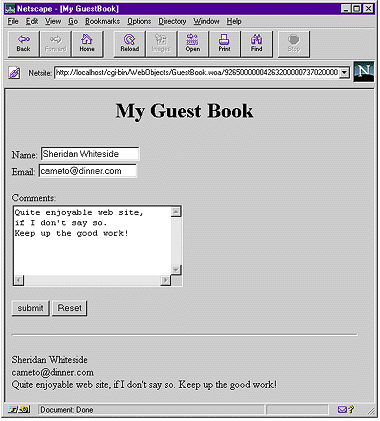 Netscape - [My GuestBook]
File Edit View Go Bookmarks Options Directory Window Help
Back Forward Home Reload Images Open Print Find Stop
Netsite: http://localhost/cgi-bin/WebObjects/GuestBook.woa/92650000004263200000737020000
My Guest Book
Name: Sheridan Whiteside
Email: cameto@dinner.com
Comments:
Quite enjoyable web site,
if I don't say so.
Keep up the good work!
submit Reset
Sheridan Whiteside
cameto@dinner.com
Quite enjoyable web site, if I don't say so. Keep up the good work!
Document: Done